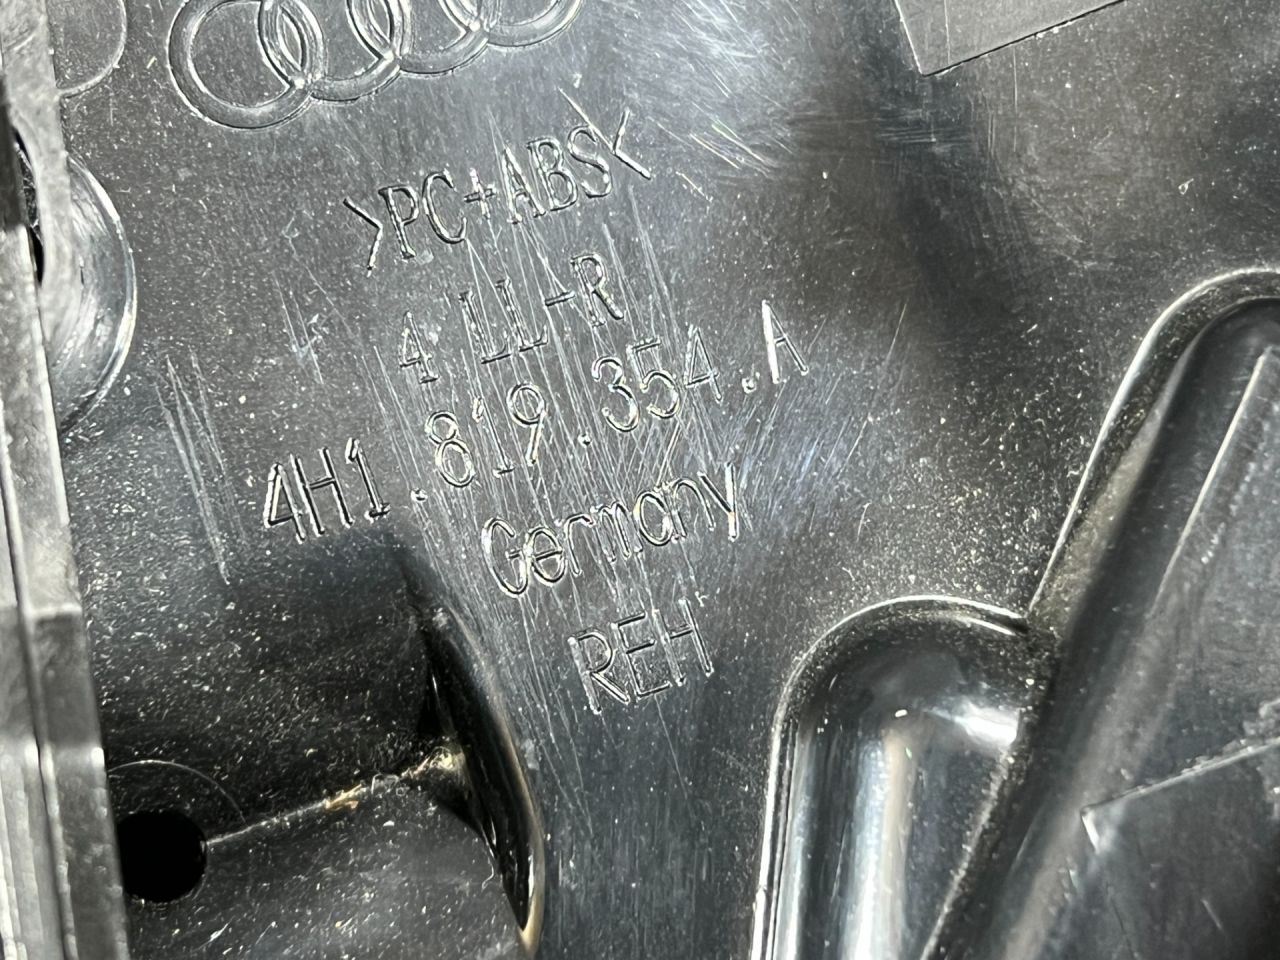 >PC+ABS<
4 LL-R
4H1.819.354.A
Germany
REH